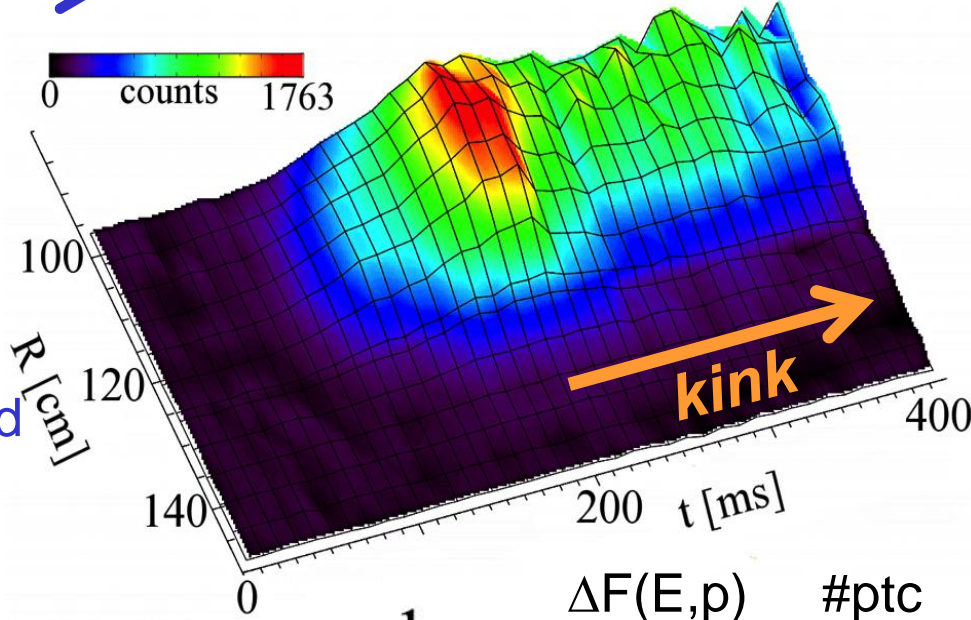 0 counts 1763
100
120
140
R [cm]
d
kink
0
200
400
t [ms]
ΔF(E,p) #ptc